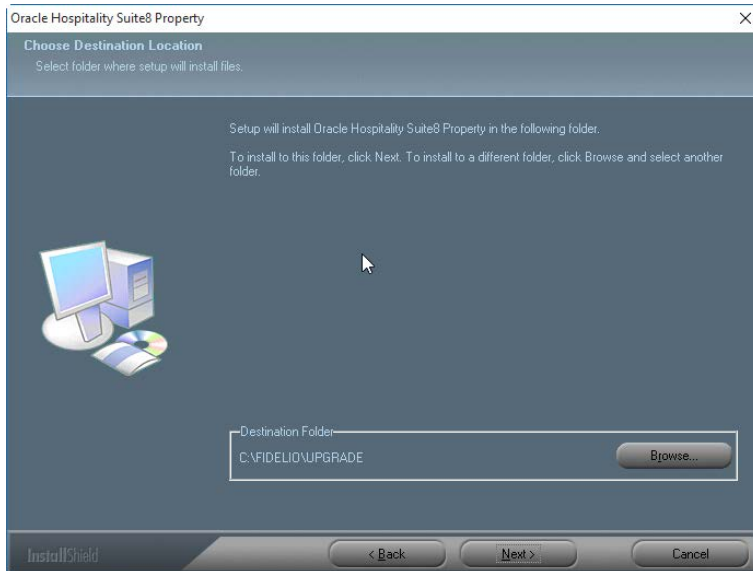 Oracle Hospitality Suite8 Property
Choose Destination Location
Select folder where setup will install files.
Setup will install Oracle Hospitality Suite8 Property in the following folder.
To install to this folder, click Next. To install to a different folder, click Browse and select another
folder.
Destination Folder
C:\FIDELIO\UPGRADE
Browse...
InstallShield
< Back
Next >
Cancel